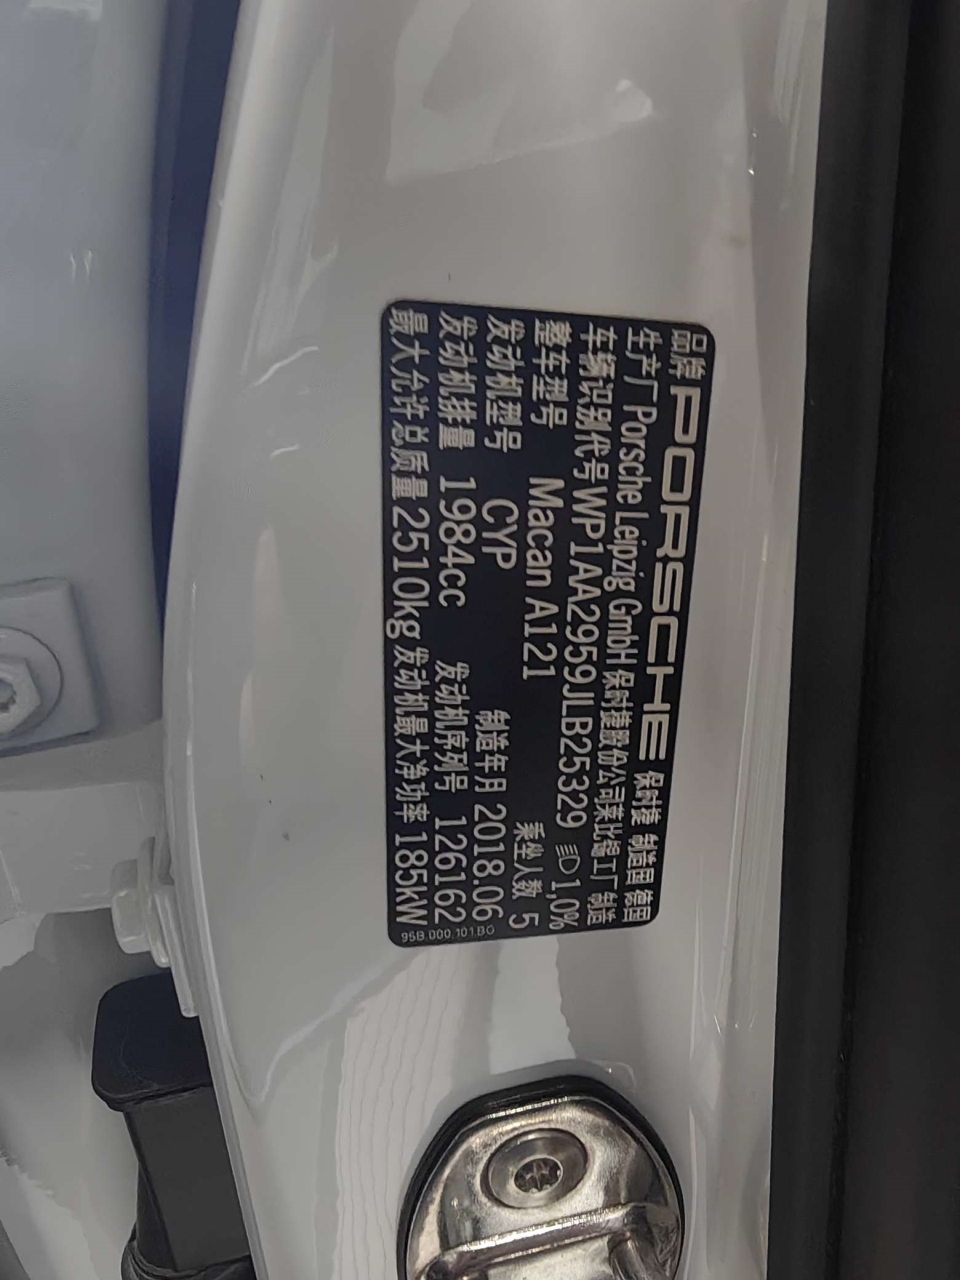 品牌 PORSCHE 保时捷 制造国 德国
生产厂 Porsche Leipzig GmbH 保时捷股份公司莱比锡工厂 制造
车辆识别代号 WP1AA2959JLB25329 1,0%
整车型号 Macan A121 乘坐人数 5
发动机型号 CYP 制造年月 2018.06
发动机排量 1984cc 发动机序列号 126162
最大允许总质量 2510kg 发动机最大净功率 185kW
95B.000.101.BG